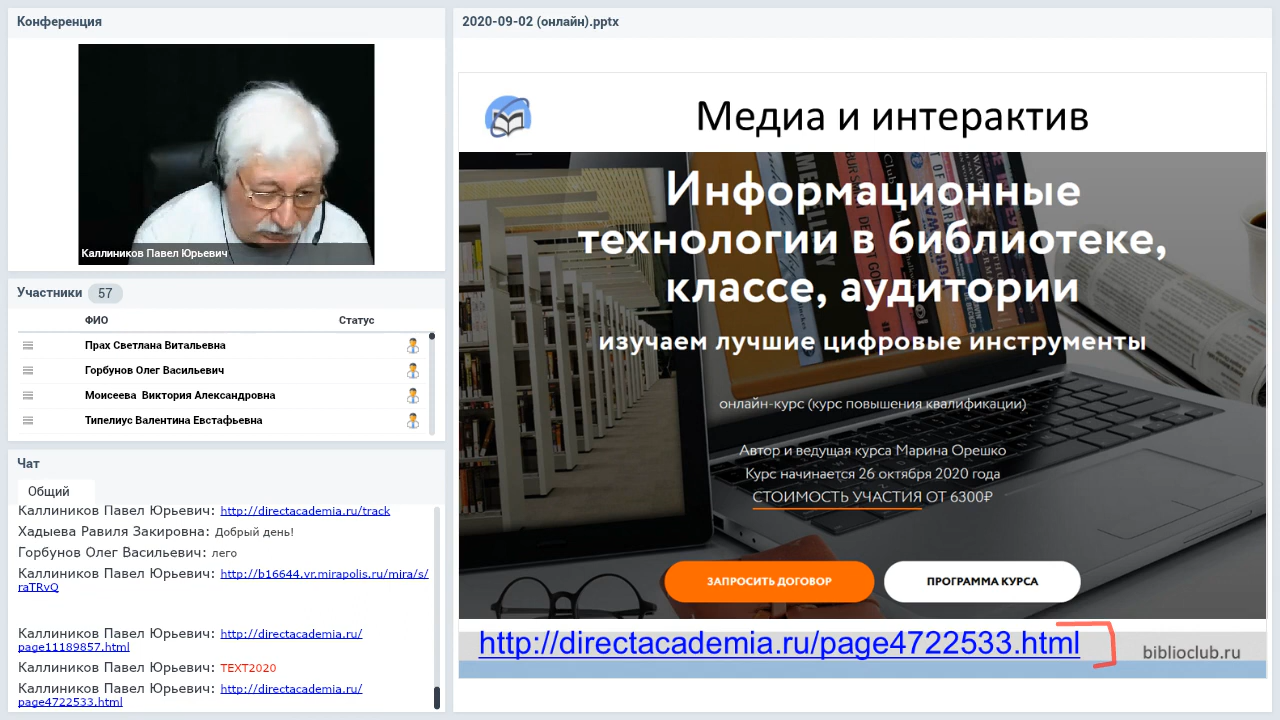 Конференция
Каллиников Павел Юрьевич
Участники 57
ФИО Статус
Прах Светлана Витальевна
Горбунов Олег Васильевич
Моисеева Виктория Александровна
Типелиус Валентина Евстафьевна
Чат
Общий
Каллиников Павел Юрьевич: http://directacademia.ru/track
Хадыева Равиля Закировна: Добрый день!
Горбунов Олег Васильевич: лего
Каллиников Павел Юрьевич: http://b16644.vr.mirapolis.ru/mira/s/
raTRvQ
Каллиников Павел Юрьевич: http://directacademia.ru/
page11189857.html
Каллиников Павел Юрьевич: TEXT2020
Каллиников Павел Юрьевич: http://directacademia.ru/
page4722533.html
2020-09-02 (онлайн).pptx
Медиа и интерактив
Информационные
технологии в библиотеке,
классе, аудитории
изучаем лучшие цифровые инструменты
онлайн-курс (курс повышения квалификации)
Автор и ведущая курса Марина Орешко
Курс начинается 26 октября 2020 года
СТОИМОСТЬ УЧАСТИЯ ОТ 6300₽
ЗАПРОСИТЬ ДОГОВОР
ПРОГРАММА КУРСА
http://directacademia.ru/page4722533.html
biblioclub.ru